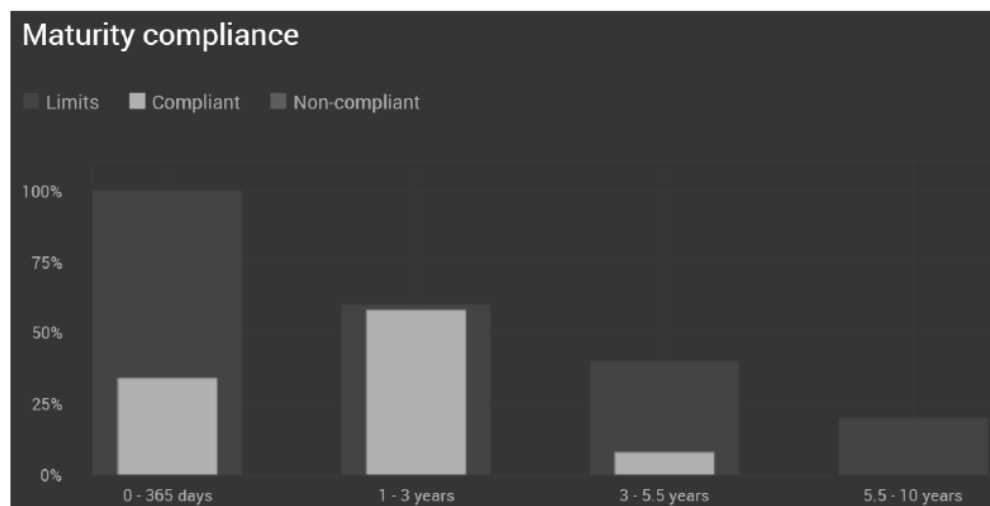 Maturity compliance
Limits Compliant Non-compliant
100%
75%
50%
25%
0%
0 - 365 days 1 - 3 years 3 - 5.5 years 5.5 - 10 years